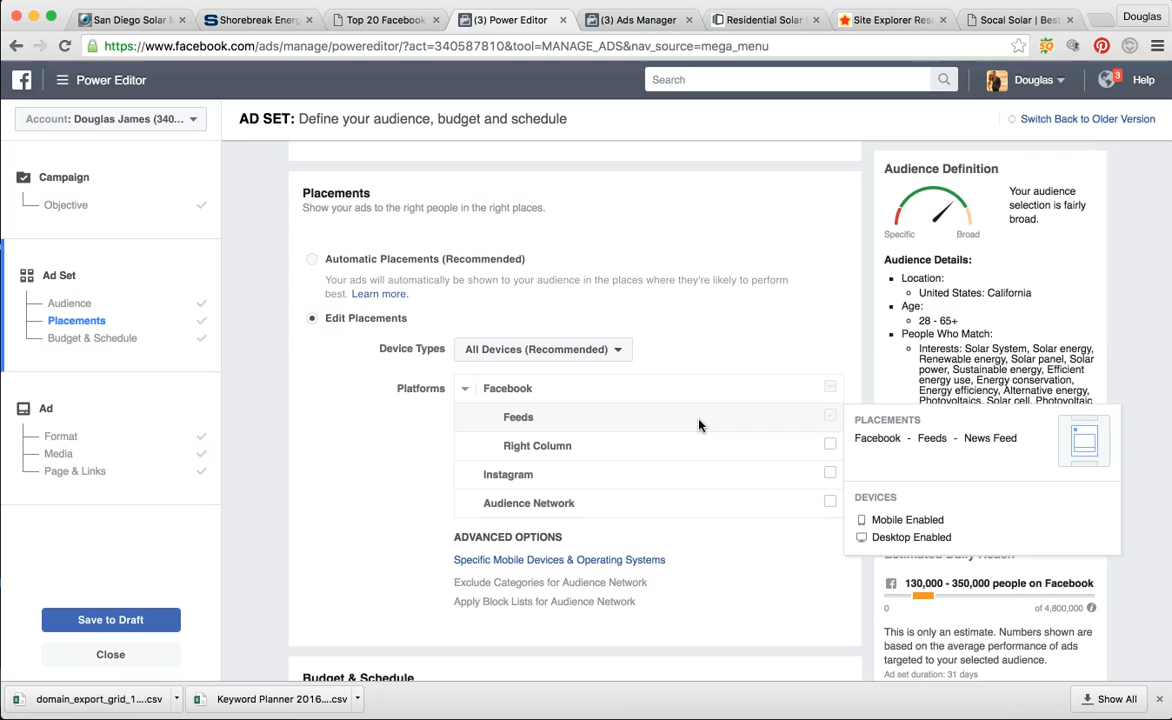 San Diego Solar M
Shorebreak Energ
Top 20 Facebook
(3) Power Editor
(3) Ads Manager
Residential Solar
Site Explorer Res
Socal Solar | Best
Douglas
https://www.facebook.com/ads/manage/powereditor/?act=340587810&tool=MANAGE_ADS&nav_source=mega_menu
Power Editor
Search
Douglas
3
Help
Account: Douglas James (340...
AD SET: Define your audience, budget and schedule
Switch Back to Older Version
Campaign
Objective
Ad Set
Audience
Placements
Budget & Schedule
Ad
Format
Media
Page & Links
Save to Draft
Close
Placements
Show your ads to the right people in the right places.
Automatic Placements (Recommended)
Your ads will automatically be shown to your audience in the places where they're likely to perform
best. Learn more.
Edit Placements
Device Types
All Devices (Recommended)
Platforms
Facebook
Feeds
Right Column
Instagram
Audience Network
ADVANCED OPTIONS
Specific Mobile Devices & Operating Systems
Exclude Categories for Audience Network
Apply Block Lists for Audience Network
Budget & Schedule
Audience Definition
Specific
Broad
Your audience
selection is fairly
broad.
Audience Details:
Location:
United States: California
Age:
28 - 65+
People Who Match:
Interests: Solar System, Solar energy,
Renewable energy, Solar panel, Solar
power, Sustainable energy, Efficient
energy use, Energy conservation,
Energy efficiency, Alternative energy,
Photovoltaics, Solar cell, Photovoltaic
PLACEMENTS
Facebook - Feeds - News Feed
DEVICES
Mobile Enabled
Desktop Enabled
Estimated Daily Reach
130,000 - 350,000 people on Facebook
0
of 4,800,000
This is only an estimate. Numbers shown are
based on the average performance of ads
targeted to your selected audience.
Ad set duration: 31 days
domain_export_grid_1....csv
Keyword Planner 2016....csv
Show All